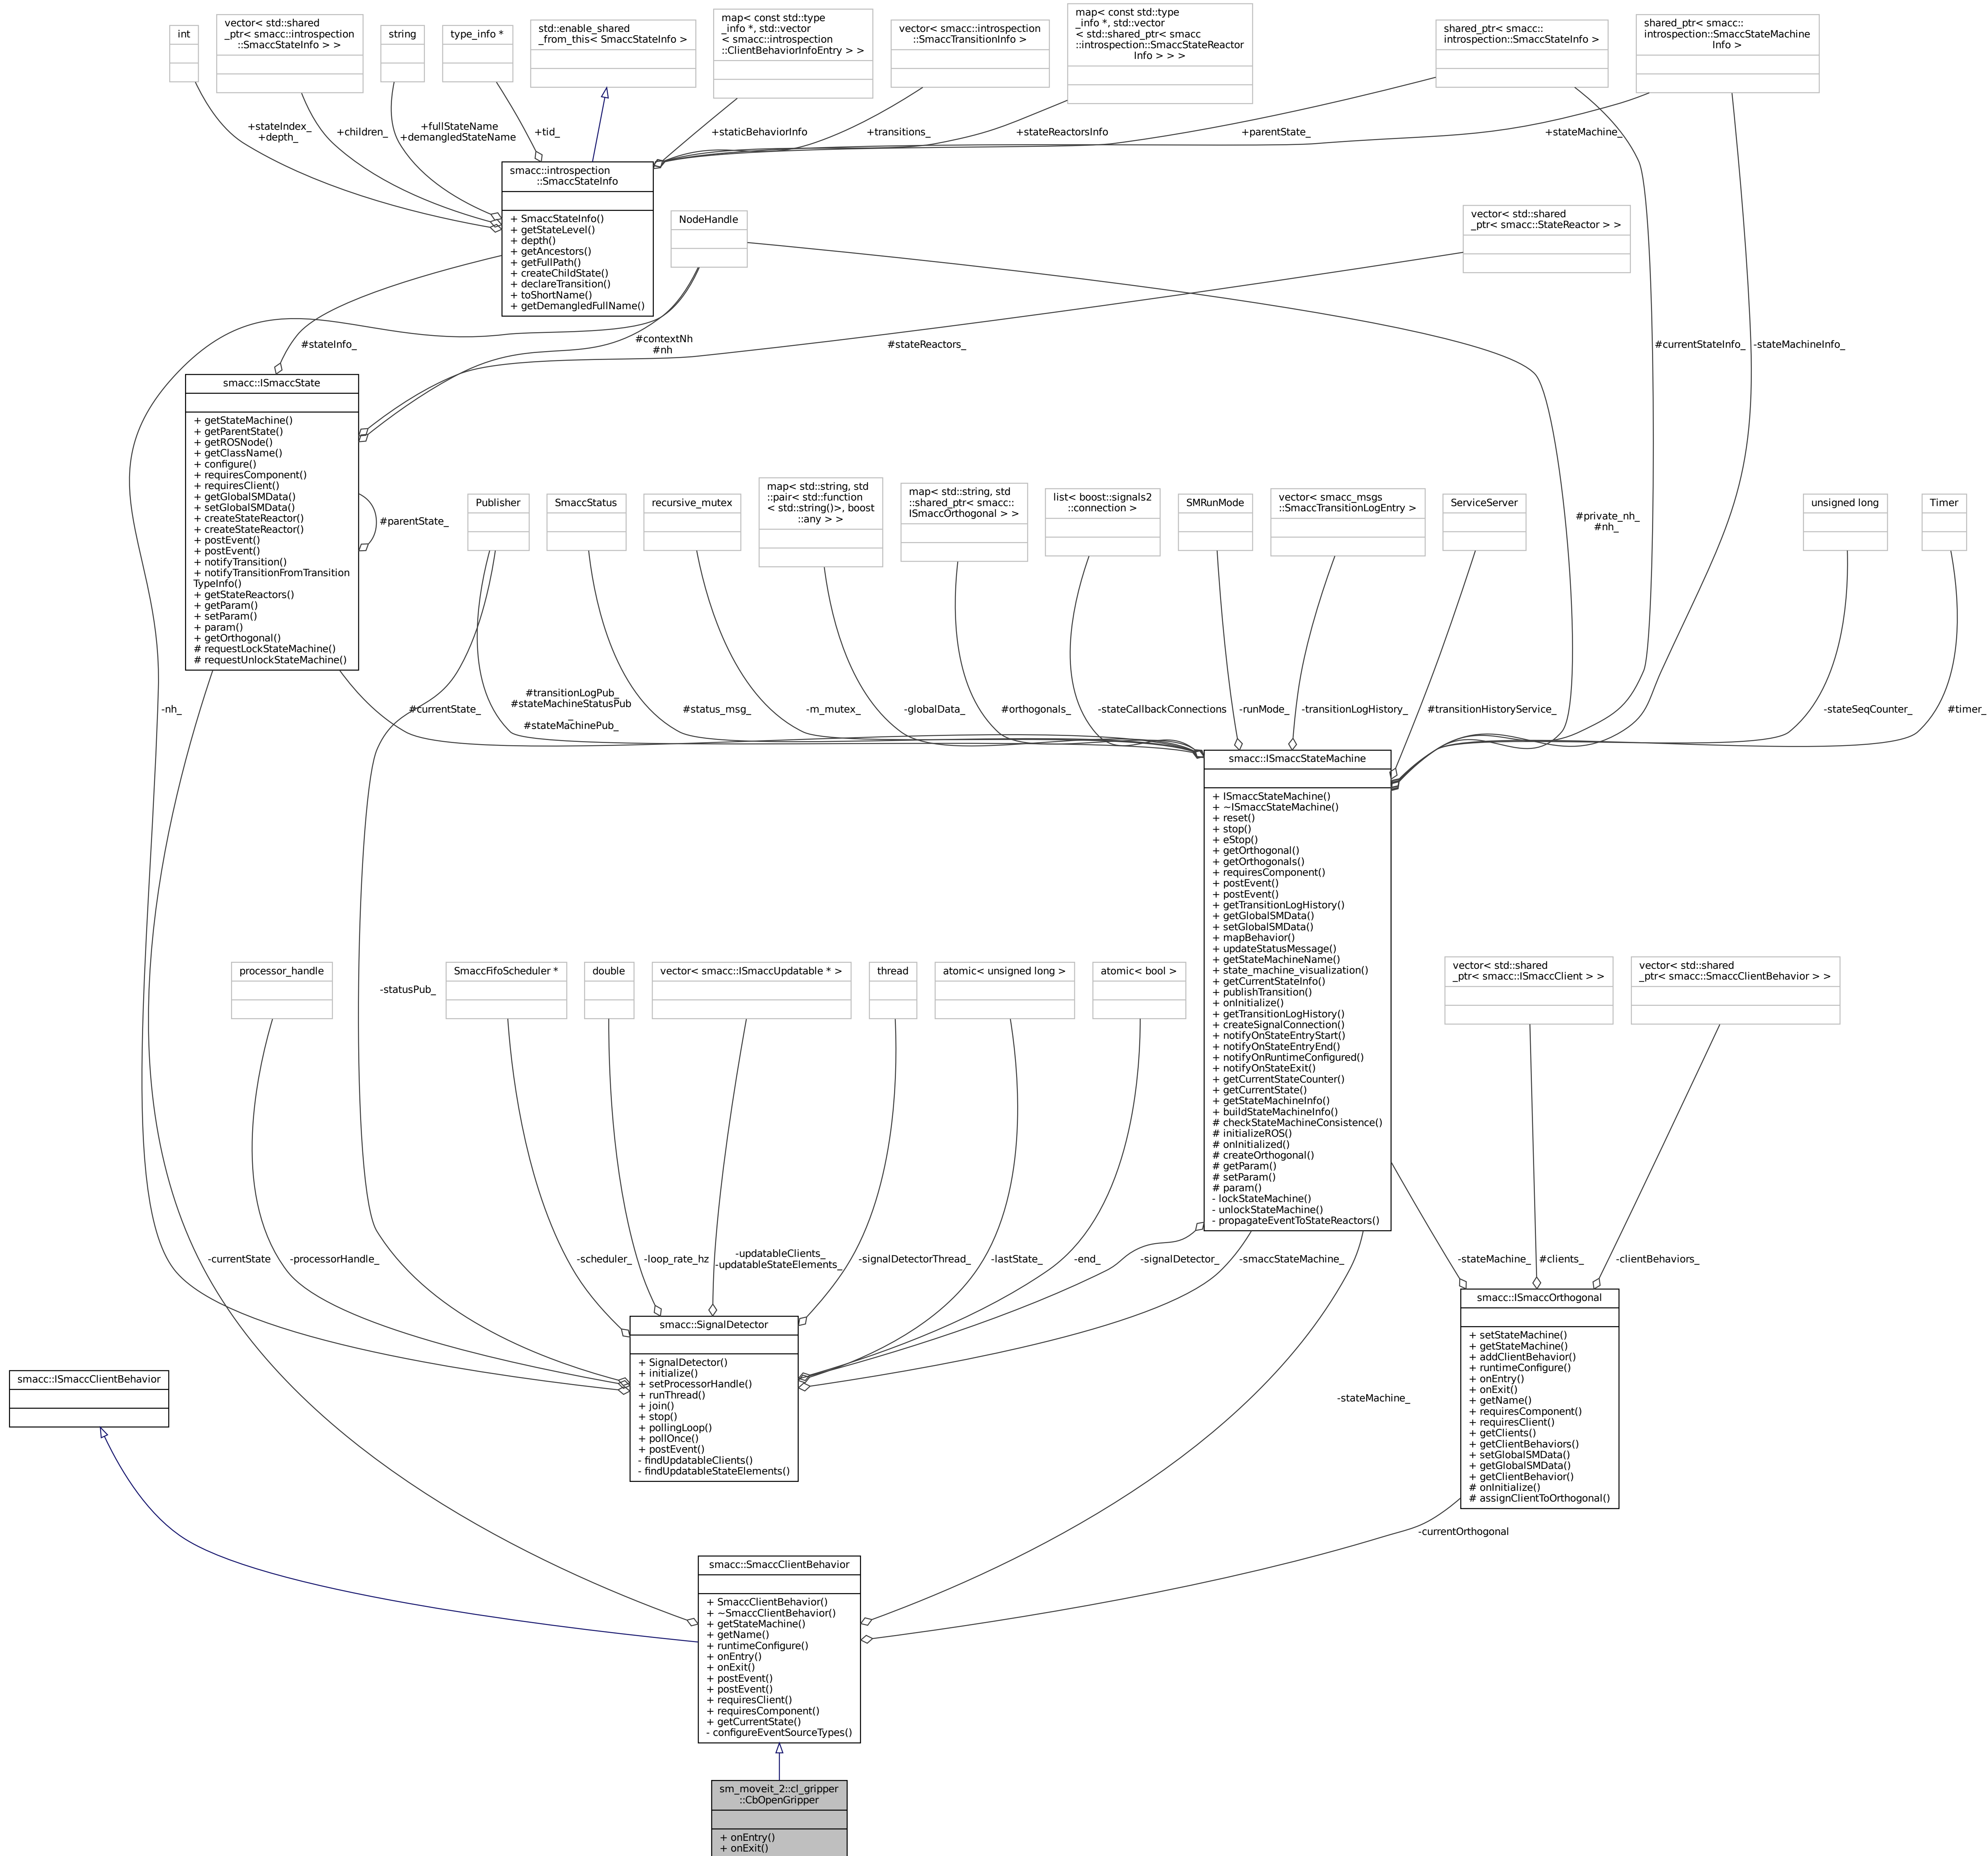 int
vector< std::shared
_ptr< smacc::introspection
::SmaccStateInfo > >
string
type_info *
std::enable_shared
_from_this< SmaccStateInfo >
map< const std::type
_info *, std::vector
< smacc::introspection
::ClientBehaviorInfoEntry > >
vector< smacc::introspection
::SmaccTransitionInfo >
map< const std::type
_info *, std::vector
< std::shared_ptr< smacc
::introspection::SmaccStateReactor
Info > > >
shared_ptr< smacc::
introspection::SmaccStateInfo >
shared_ptr< smacc::
introspection::SmaccStateMachine
Info >
+stateIndex_
+depth_
+children_
+fullStateName
+demangledStateName
+tid_
+staticBehaviorInfo
+transitions_
+stateReactorsInfo
+parentState_
+stateMachine_
smacc::introspection
::SmaccStateInfo
+ SmaccStateInfo()
+ getStateLevel()
+ depth()
+ getAncestors()
+ getFullPath()
+ createChildState()
+ declareTransition()
+ toShortName()
+ getDemangledFullName()
NodeHandle
vector< std::shared
_ptr< smacc::StateReactor > >
#stateInfo_
#contextNh
#nh
#stateReactors_
#currentStateInfo_
-stateMachineInfo_
smacc::ISmaccState
+ getStateMachine()
+ getParentState()
+ getROSNode()
+ getClassName()
+ configure()
+ requiresComponent()
+ requiresClient()
+ getGlobalSMData()
+ setGlobalSMData()
+ createStateReactor()
+ createStateReactor()
+ postEvent()
+ postEvent()
+ notifyTransition()
+ notifyTransitionFromTransition
TypeInfo()
+ getStateReactors()
+ getParam()
+ setParam()
+ param()
+ getOrthogonal()
# requestLockStateMachine()
# requestUnlockStateMachine()
#parentState_
Publisher
SmaccStatus
recursive_mutex
map< std::string, std
::pair< std::function
< std::string()>, boost
::any > >
map< std::string, std
::shared_ptr< smacc::
ISmaccOrthogonal > >
list< boost::signals2
::connection >
SMRunMode
vector< smacc_msgs
::SmaccTransitionLogEntry >
ServiceServer
#private_nh_
#nh_
unsigned long
Timer
-nh_
#currentState_
#transitionLogPub_
#stateMachineStatusPub
_
#stateMachinePub_
#status_msg_
-m_mutex_
-globalData_
#orthogonals_
-stateCallbackConnections
-runMode_
-transitionLogHistory_
#transitionHistoryService_
-stateSeqCounter_
#timer_
smacc::ISmaccStateMachine
+ ISmaccStateMachine()
+ ~ISmaccStateMachine()
+ reset()
+ stop()
+ eStop()
+ getOrthogonal()
+ getOrthogonals()
+ requiresComponent()
+ postEvent()
+ postEvent()
+ getTransitionLogHistory()
+ getGlobalSMData()
+ setGlobalSMData()
+ mapBehavior()
+ updateStatusMessage()
+ getStateMachineName()
+ state_machine_visualization()
+ getCurrentStateInfo()
+ publishTransition()
+ onInitialize()
+ getTransitionLogHistory()
+ createSignalConnection()
+ notifyOnStateEntryStart()
+ notifyOnStateEntryEnd()
+ notifyOnRuntimeConfigured()
+ notifyOnStateExit()
+ getCurrentStateCounter()
+ getCurrentState()
+ getStateMachineInfo()
+ buildStateMachineInfo()
# checkStateMachineConsistence()
# initializeROS()
# onInitialized()
# createOrthogonal()
# getParam()
# setParam()
# param()
- lockStateMachine()
- unlockStateMachine()
- propagateEventToStateReactors()
processor_handle
-statusPub_
SmaccFifoScheduler *
double
vector< smacc::ISmaccUpdatable * >
thread
atomic< unsigned long >
atomic< bool >
vector< std::shared
_ptr< smacc::ISmaccClient > >
vector< std::shared
_ptr< smacc::SmaccClientBehavior > >
-currentState
-processorHandle_
-scheduler_
-loop_rate_hz
-updatableClients_
-updatableStateElements_
-signalDetectorThread_
-lastState_
-end_
-signalDetector_
-smaccStateMachine_
-stateMachine_
#clients_
-clientBehaviors_
smacc::SignalDetector
+ SignalDetector()
+ initialize()
+ setProcessorHandle()
+ runThread()
+ join()
+ stop()
+ pollingLoop()
+ pollOnce()
+ postEvent()
- findUpdatableClients()
- findUpdatableStateElements()
smacc::ISmaccOrthogonal
+ setStateMachine()
+ getStateMachine()
+ addClientBehavior()
+ runtimeConfigure()
+ onEntry()
+ onExit()
+ getName()
+ requiresComponent()
+ requiresClient()
+ getClients()
+ getClientBehaviors()
+ setGlobalSMData()
+ getGlobalSMData()
+ getClientBehavior()
# onInitialize()
# assignClientToOrthogonal()
smacc::ISmaccClientBehavior
-stateMachine_
-currentOrthogonal
smacc::SmaccClientBehavior
+ SmaccClientBehavior()
+ ~SmaccClientBehavior()
+ getStateMachine()
+ getName()
+ runtimeConfigure()
+ onEntry()
+ onExit()
+ postEvent()
+ postEvent()
+ requiresClient()
+ requiresComponent()
+ getCurrentState()
- configureEventSourceTypes()
sm_moveit_2::cl_gripper
::CbOpenGripper
+ onEntry()
+ onExit()